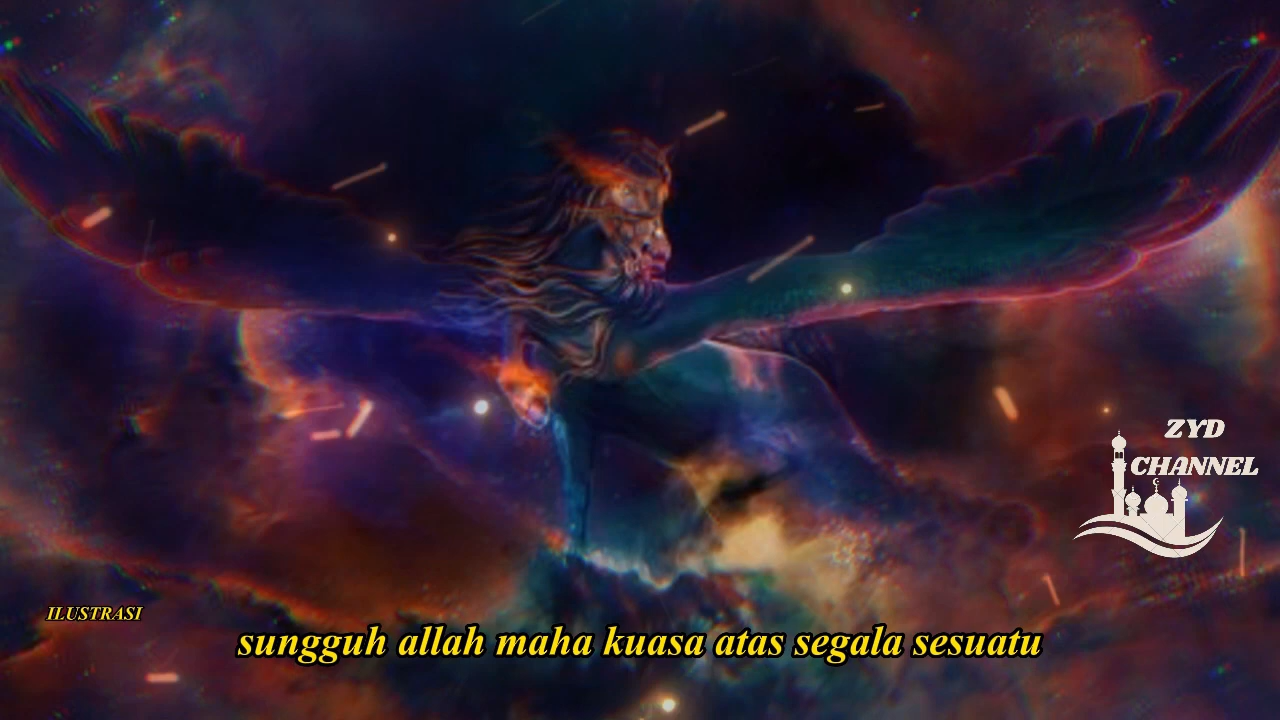 ZYD
CHANNEL
ILUSTRASI
sungguh allah maha kuasa atas segala sesuatu